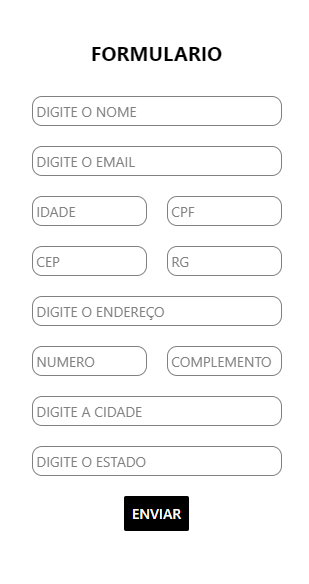 FORMULARIO
DIGITE O NOME
DIGITE O EMAIL
IDADE CPF
CEP RG
DIGITE O ENDEREÇO
NUMERO COMPLEMENTO
DIGITE A CIDADE
DIGITE O ESTADO
ENVIAR